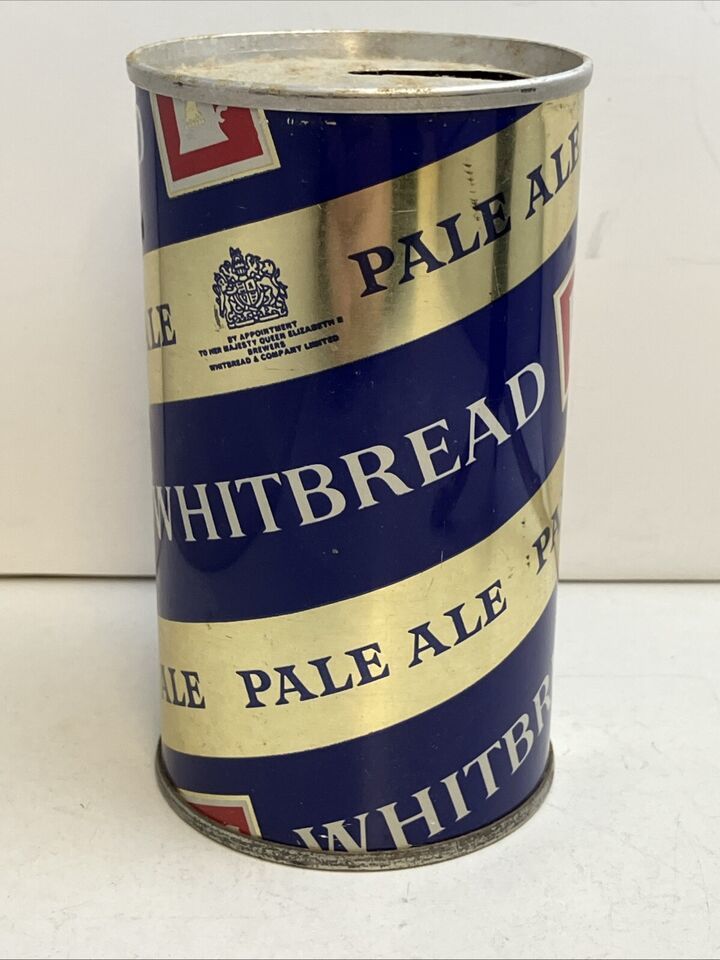 PALE ALE
ALE
BY APPOINTMENT
TO HER MAJESTY QUEEN ELIZABETH II
BREWERS
WHITBREAD & COMPANY LIMITED
WHITBREAD
ALE PALE ALE PA
WHITBR